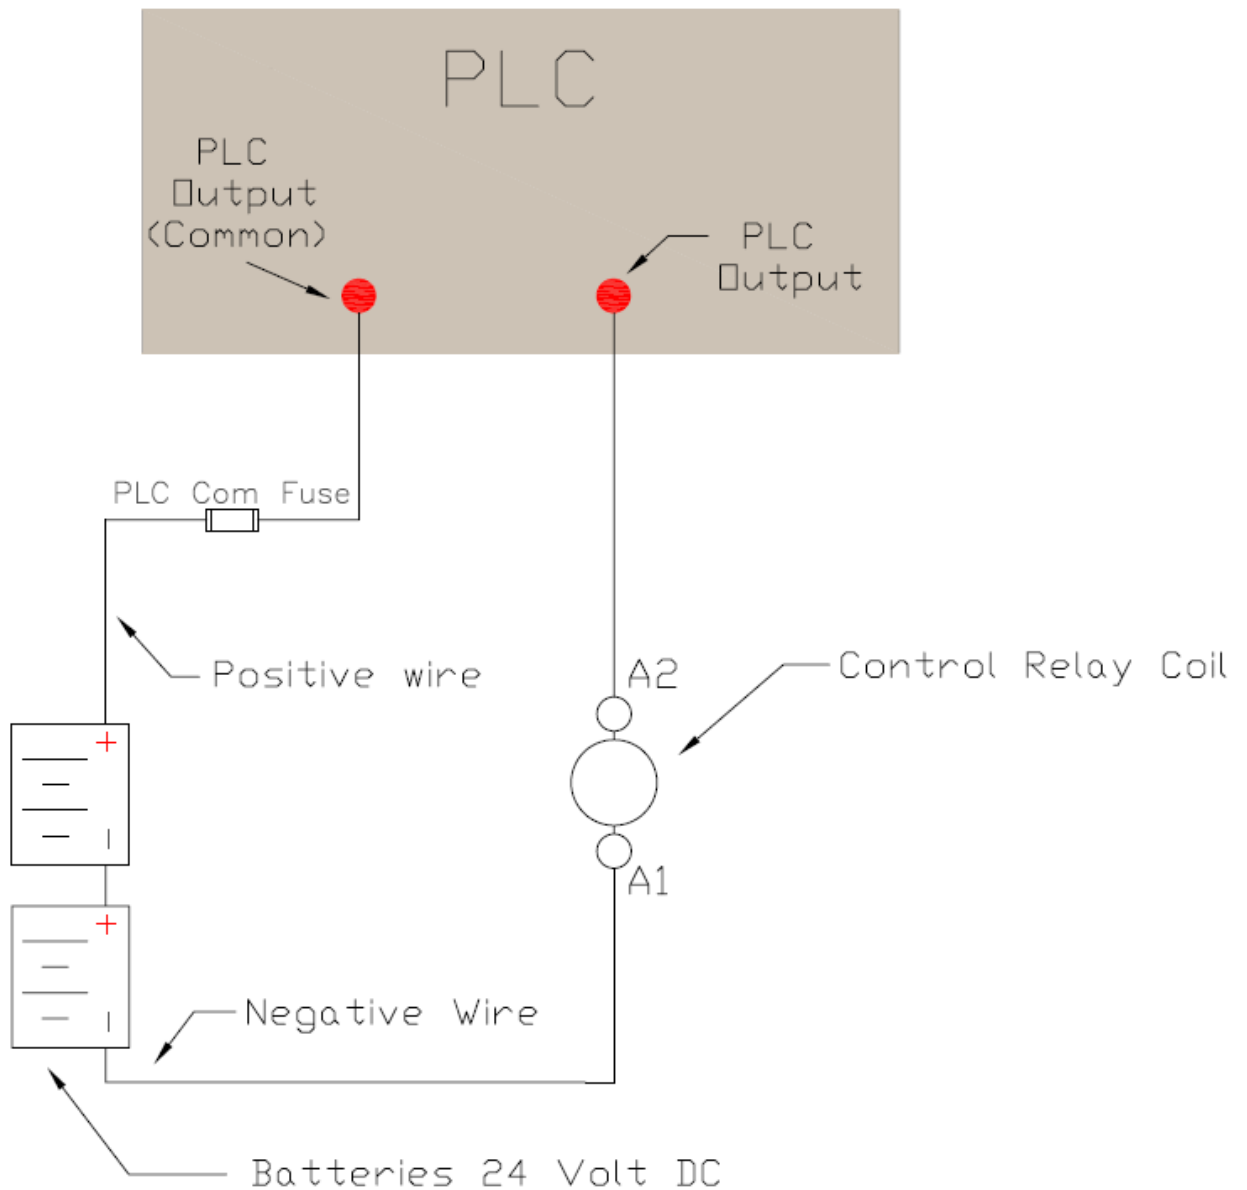 PLC
PLC
Output
(Common)
PLC
Output
PLC Com Fuse
Positive wire
A2
Control Relay Coil
+
-
A1
+
-
Negative Wire
Batteries 24 Volt DC